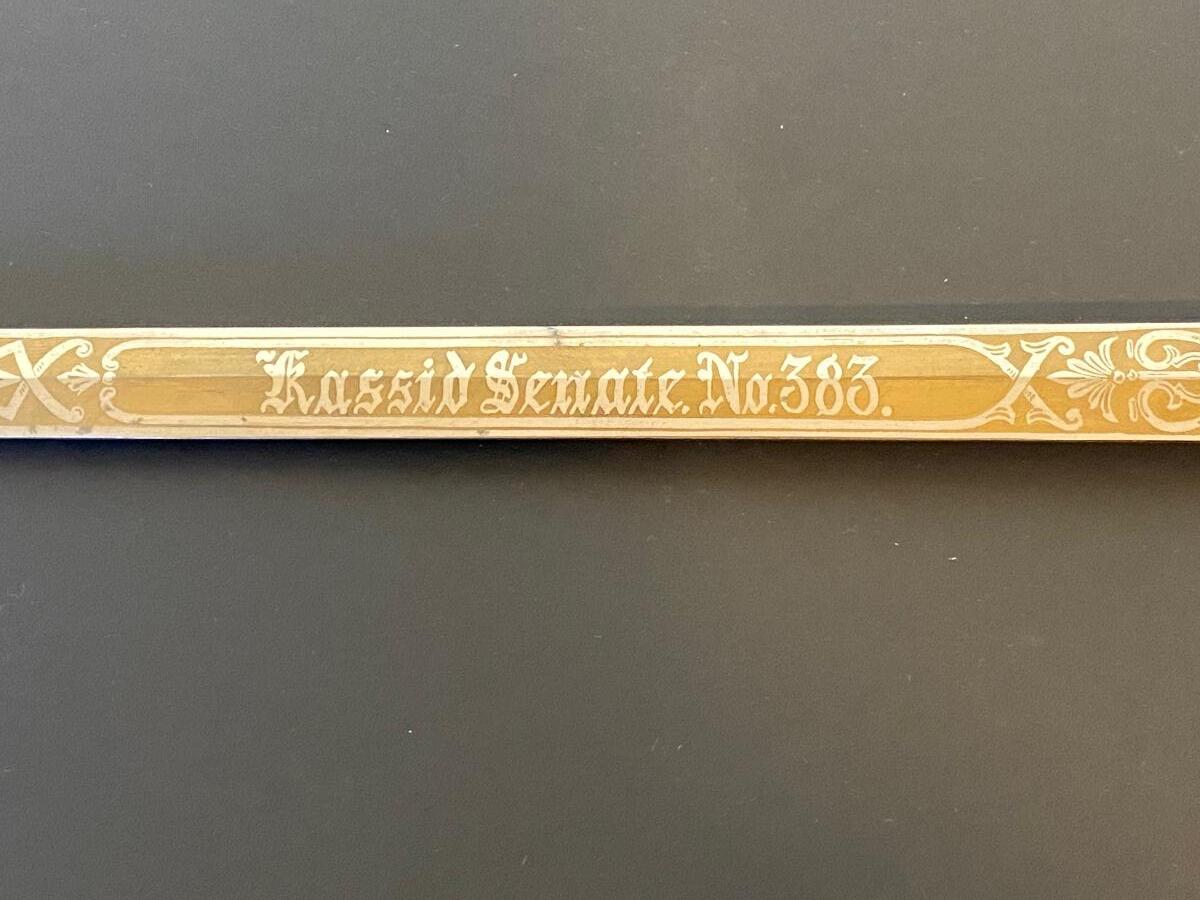 Kassid Senate. No. 383.